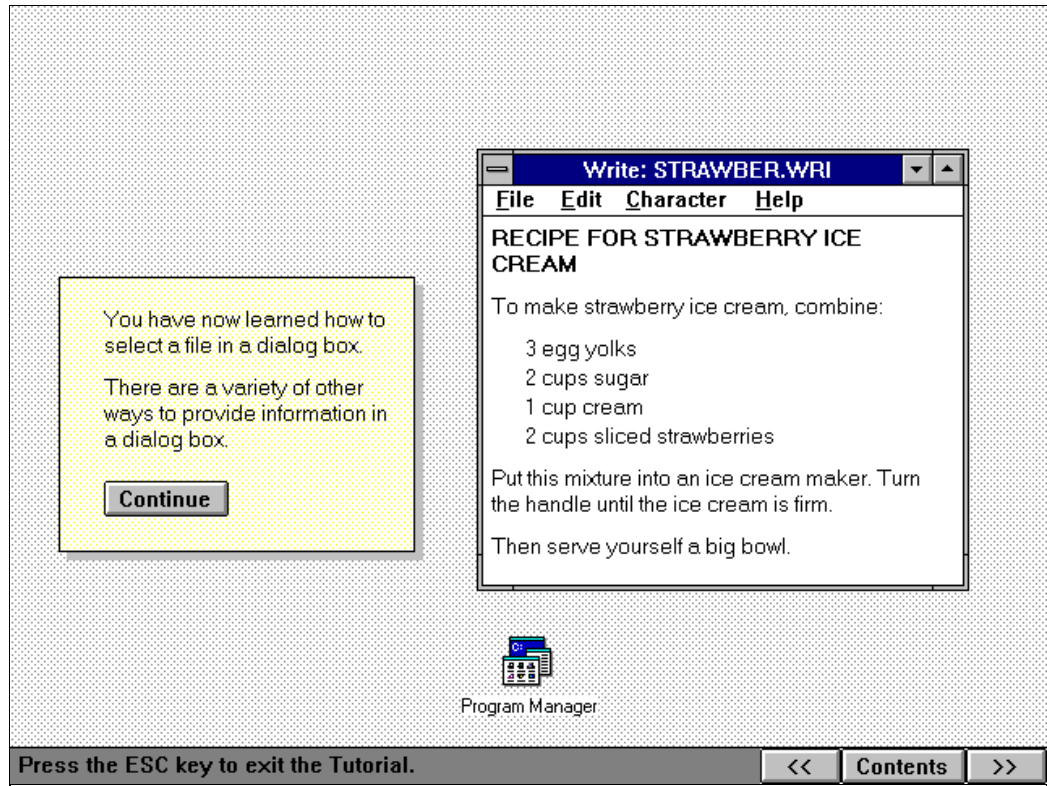 Write: STRAWBER.WRI
File Edit Character Help
RECIPE FOR STRAWBERRY ICE
CREAM
To make strawberry ice cream, combine:
3 egg yolks
2 cups sugar
1 cup cream
2 cups sliced strawberries
Put this mixture into an ice cream maker. Turn
the handle until the ice cream is firm.
Then serve yourself a big bowl.
You have now learned how to
select a file in a dialog box.
There are a variety of other
ways to provide information in
a dialog box.
Continue
C:
Program Manager
Press the ESC key to exit the Tutorial.
<< Contents >>